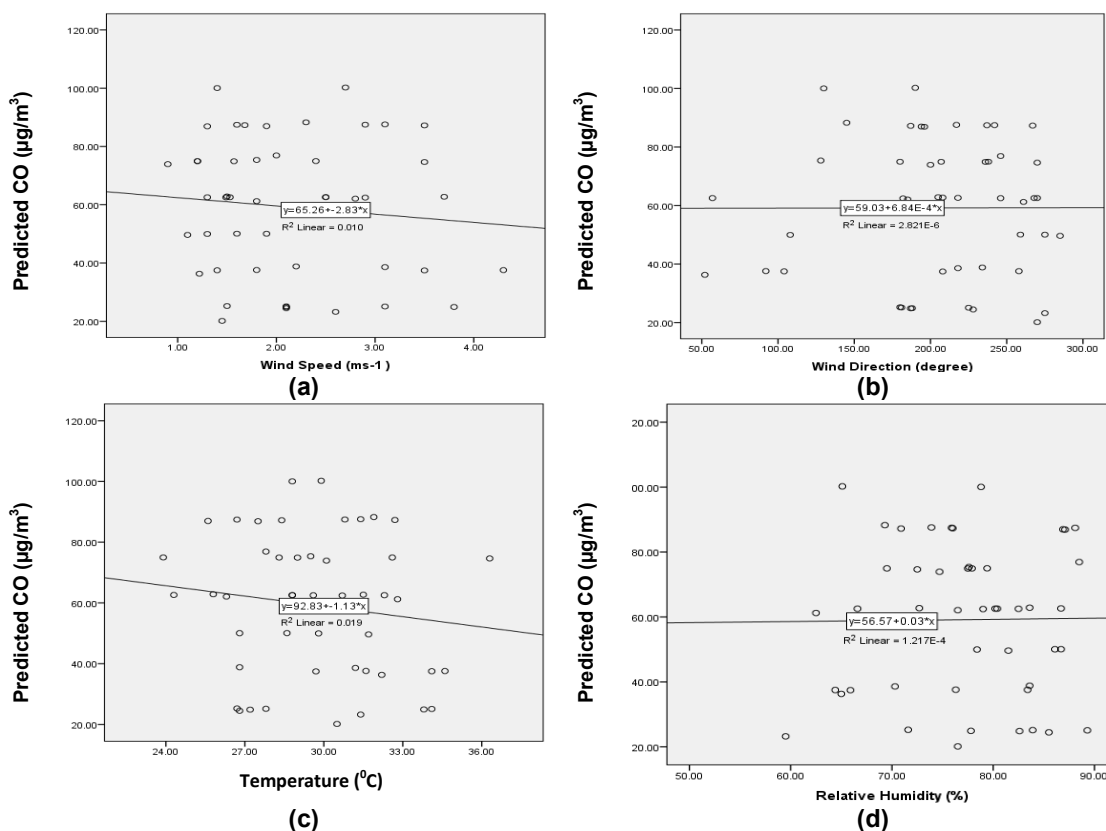 120.00
100.00
80.00
60.00
40.00
20.00
Predicted CO (µg/m³)
y=65.26+-2.83*x
R² Linear = 0.010
1.00 2.00 3.00 4.00
Wind Speed (ms-1 )
(a)
120.00
100.00
80.00
60.00
40.00
20.00
Predicted CO (µg/m³)
y=59.03+6.84E-4*x
R² Linear = 2.821E-6
50.00 100.00 150.00 200.00 250.00 300.00
Wind Direction (degree)
(b)
120.00
100.00
80.00
60.00
40.00
20.00
Predicted CO (µg/m³)
y=92.83+-1.13*x
R² Linear = 0.019
24.00 27.00 30.00 33.00 36.00
Temperature (⁰C)
(c)
20.00
00.00
80.00
60.00
40.00
20.00
Predicted CO (µg/m³)
y=56.57+0.03*x
R² Linear = 1.217E-4
50.00 60.00 70.00 80.00 90.00
Relative Humidity (%)
(d)